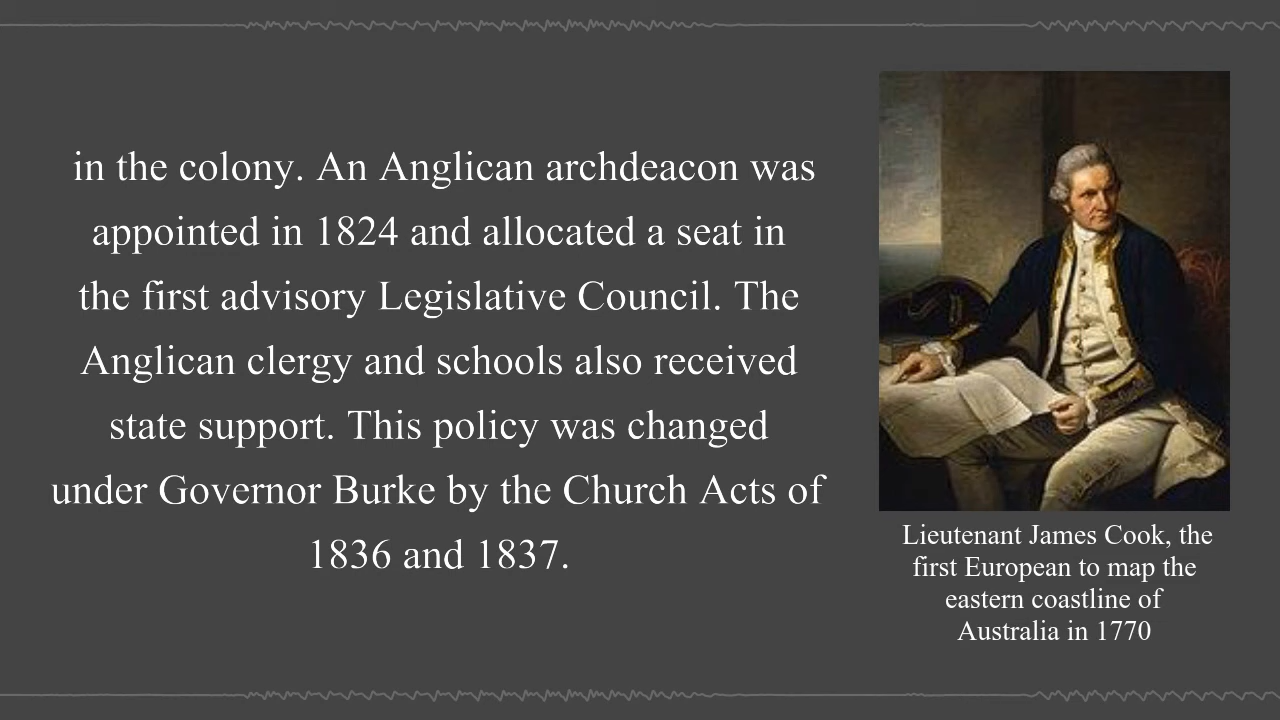 in the colony. An Anglican archdeacon was
appointed in 1824 and allocated a seat in
the first advisory Legislative Council. The
Anglican clergy and schools also received
state support. This policy was changed
under Governor Burke by the Church Acts of
1836 and 1837.
Lieutenant James Cook, the
first European to map the
eastern coastline of
Australia in 1770